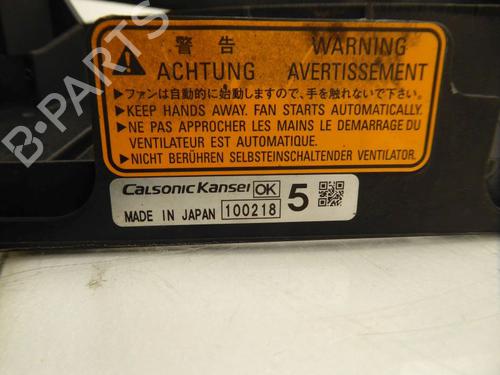 警告 WARNING
ACHTUNG AVERTISSEMENT
▶ファンは自動的に始動しますので、手を触れないで下さい。
▶KEEP HANDS AWAY. FAN STARTS AUTOMATICALLY.
▶NE PAS APPROCHER LES MAINS LE DEMARRAGE DU
VENTILATEUR EST AUTOMATIQUE.
▶NICHT BERÜHREN SELBSTEINSCHALTENDER VENTILATOR.
CALSONIC KANSEI OK 5
MADE IN JAPAN 100218
B-PARTS